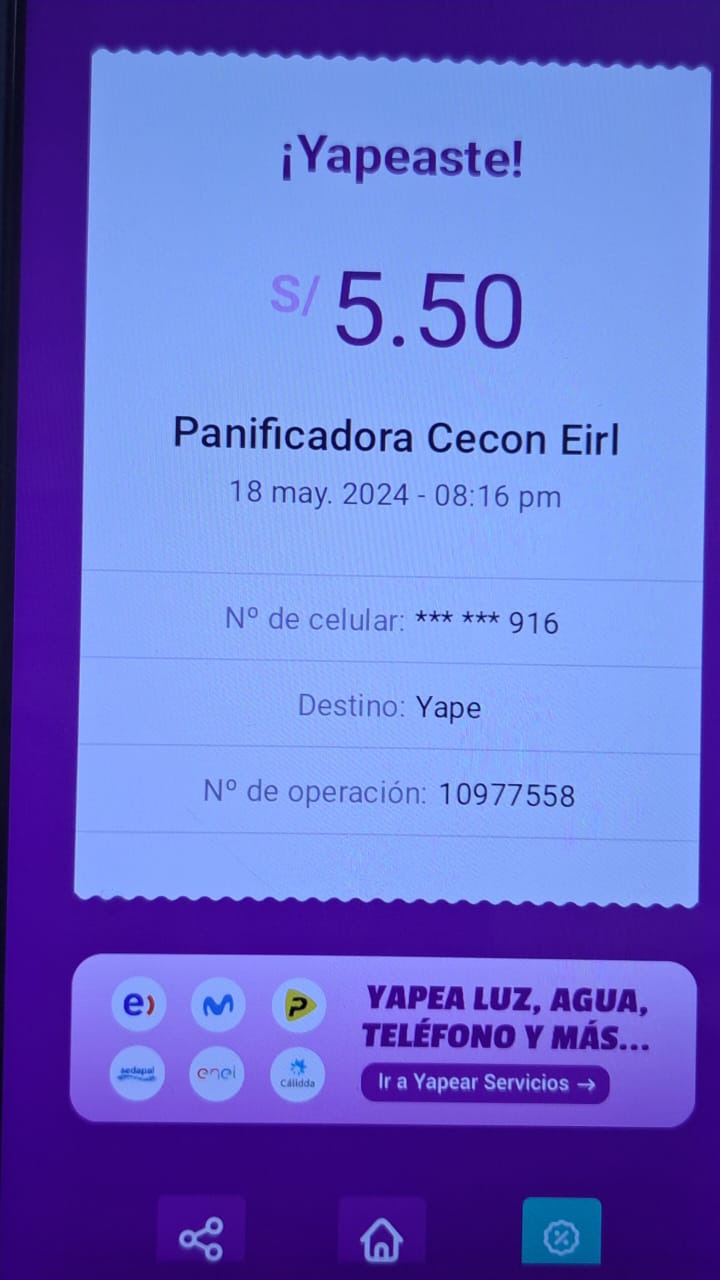 ¡Yapeaste!
S/ 5.50
Panificadora Cecon Eirl
18 may. 2024 - 08:16 pm
Nº de celular: *** *** 916
Destino: Yape
Nº de operación: 10977558
e)
P
sedapal
enel
Cálidda
YAPEA LUZ, AGUA,
TELÉFONO Y MÁS...
Ir a Yapear Servicios →